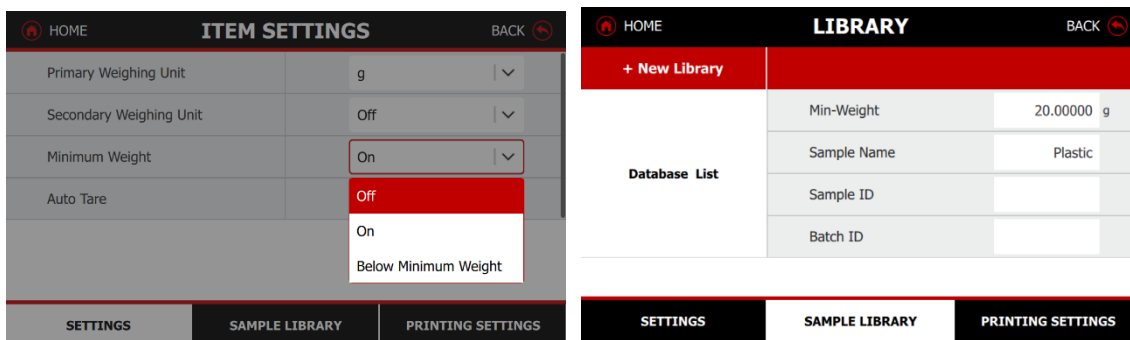 HOME ITEM SETTINGS BACK
Primary Weighing Unit g
Secondary Weighing Unit Off
Minimum Weight On
Auto Tare
Off
On
Below Minimum Weight
SETTINGS SAMPLE LIBRARY PRINTING SETTINGS
HOME LIBRARY BACK
+ New Library
Database List
Min-Weight 20.00000 g
Sample Name Plastic
Sample ID
Batch ID
SETTINGS SAMPLE LIBRARY PRINTING SETTINGS